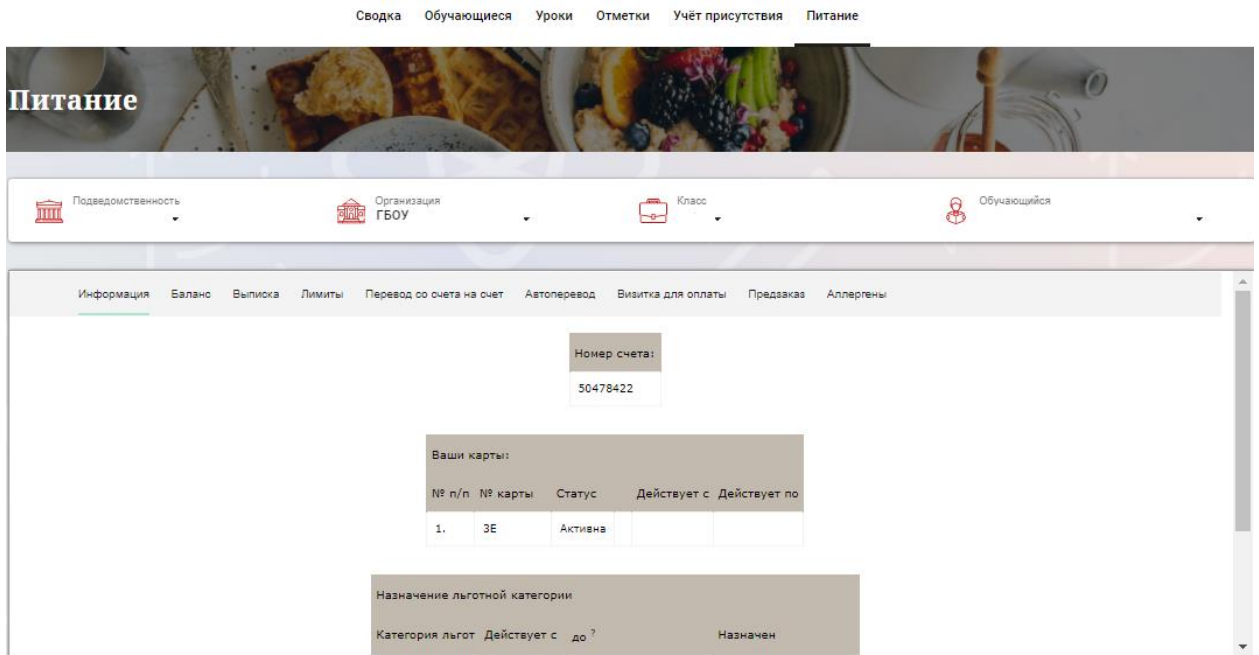 Сводка Обучающиеся Уроки Отметки Учёт присутствия Питание
Питание
Подведомственность Организация Класс Обучающийся
ГБОУ
Информация Баланс Выписка Лимиты Перевод со счета на счет Автоперевод Визитка для оплаты Предзаказ Аллергены
Номер счета:
50478422
Ваши карты:
№ п/п № карты Статус Действует с Действует по
1. 3E Активна
Назначение льготной категории
Категория льгот Действует с до ? Назначен